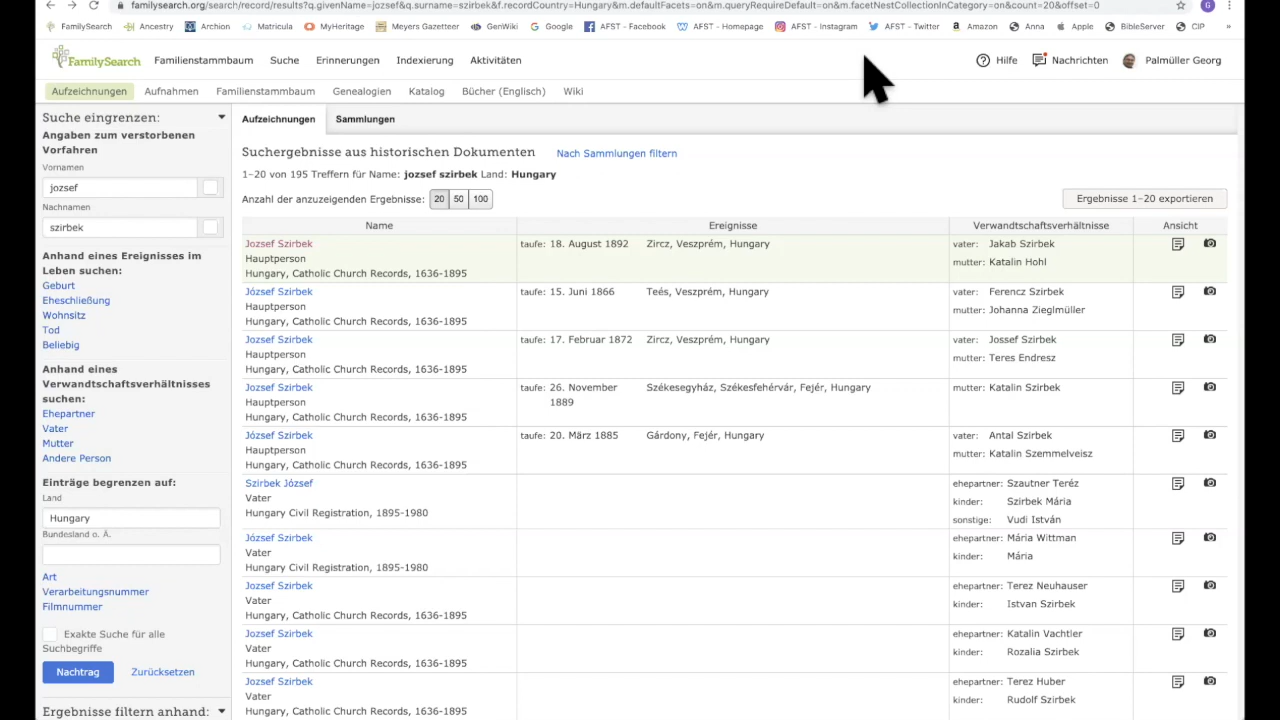 familysearch.org/search/record/results?q.givenName=jozsef&q.surname=szirbek&f.recordCountry=Hungary&m.defaultFacets=on&m.queryRequireDefault=on&m.facetNestCollectionInCategory=on&count=20&offset=0
G
FamilySearch Ancestry Archion Matricula MyHeritage Meyers Gazetteer GenWiki Google AFST - Facebook AFST - Homepage AFST - Instagram AFST - Twitter Amazon Anna Apple BibleServer CIP »
FamilySearch Familienstammbaum Suche Erinnerungen Indexierung Aktivitäten Hilfe Nachrichten Palmüller Georg
Aufzeichnungen Aufnahmen Familienstammbaum Genealogien Katalog Bücher (Englisch) Wiki
Suche eingrenzen:
Angaben zum verstorbenen
Vorfahren
Vornamen
jozsef
Nachnamen
szirbek
Anhand eines Ereignisses im
Leben suchen:
Geburt
Eheschließung
Wohnsitz
Tod
Beliebig
Anhand eines
Verwandtschaftsverhältnisses
suchen:
Ehepartner
Vater
Mutter
Andere Person
Einträge begrenzen auf:
Land
Hungary
Bundesland o. Ä.
Art
Verarbeitungsnummer
Filmnummer
Exakte Suche für alle
Suchbegriffe
Nachtrag Zurücksetzen
Ergebnisse filtern anhand:
Aufzeichnungen Sammlungen
Suchergebnisse aus historischen Dokumenten Nach Sammlungen filtern
1–20 von 195 Treffern für Name: jozsef szirbek Land: Hungary
Anzahl der anzuzeigenden Ergebnisse: 20 50 100 Ergebnisse 1–20 exportieren
Name Ereignisse Verwandtschaftsverhältnisse Ansicht
Jozsef Szirbek taufe: 18. August 1892 Zircz, Veszprém, Hungary vater: Jakab Szirbek
Hauptperson mutter: Katalin Hohl
Hungary, Catholic Church Records, 1636-1895
József Szirbek taufe: 15. Juni 1866 Teés, Veszprém, Hungary vater: Ferencz Szirbek
Hauptperson mutter: Johanna Zieglmüller
Hungary, Catholic Church Records, 1636-1895
József Szirbek taufe: 17. Februar 1872 Zircz, Veszprém, Hungary vater: Jossef Szirbek
Hauptperson mutter: Teres Endresz
Hungary, Catholic Church Records, 1636-1895
József Szirbek taufe: 26. November 1889 Székesegyház, Székesfehérvár, Fejér, Hungary mutter: Katalin Szirbek
Hauptperson
Hungary, Catholic Church Records, 1636-1895
József Szirbek taufe: 20. März 1885 Gárdony, Fejér, Hungary vater: Antal Szirbek
Hauptperson mutter: Katalin Szemmelveisz
Hungary, Catholic Church Records, 1636-1895
Szirbek József ehepartner: Szautner Teréz
Vater kinder: Szirbek Mária
Hungary Civil Registration, 1895-1980 sonstige: Vudi István
József Szirbek ehepartner: Mária Wittman
Vater kinder: Mária
Hungary Civil Registration, 1895-1980
Jozsef Szirbek ehepartner: Terez Neuhauser
Vater kinder: Istvan Szirbek
Hungary, Catholic Church Records, 1636-1895
Jozsef Szirbek ehepartner: Katalin Vachtler
Vater kinder: Rozalia Szirbek
Hungary, Catholic Church Records, 1636-1895
Jozsef Szirbek ehepartner: Terez Huber
Vater kinder: Rudolf Szirbek
Hungary, Catholic Church Records, 1636-1895